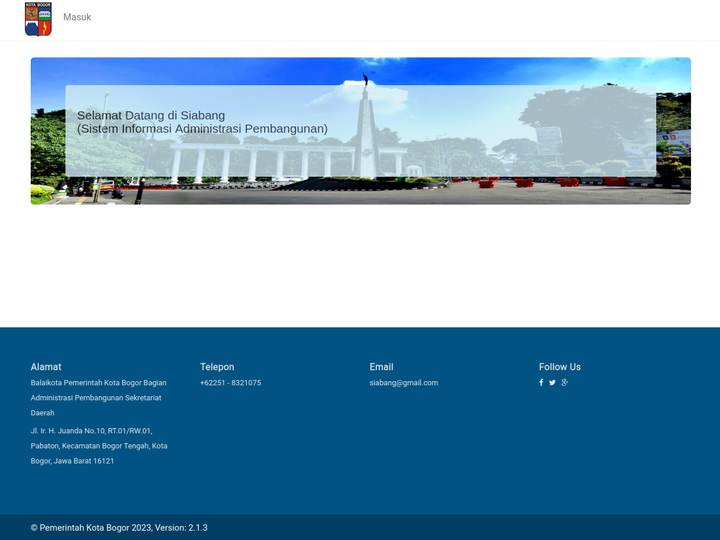 KOTA BOGOR
Masuk
Selamat Datang di Siabang
(Sistem Informasi Administrasi Pembangunan)
Alamat
Balaikota Pemerintah Kota Bogor Bagian
Administrasi Pembangunan Sekretariat
Daerah
Jl. Ir. H. Juanda No.10, RT.01/RW.01,
Pabaton, Kecamatan Bogor Tengah, Kota
Bogor, Jawa Barat 16121
Telepon
+62251 - 8321075
Email
siabang@gmail.com
Follow Us
© Pemerintah Kota Bogor 2023, Version: 2.1.3